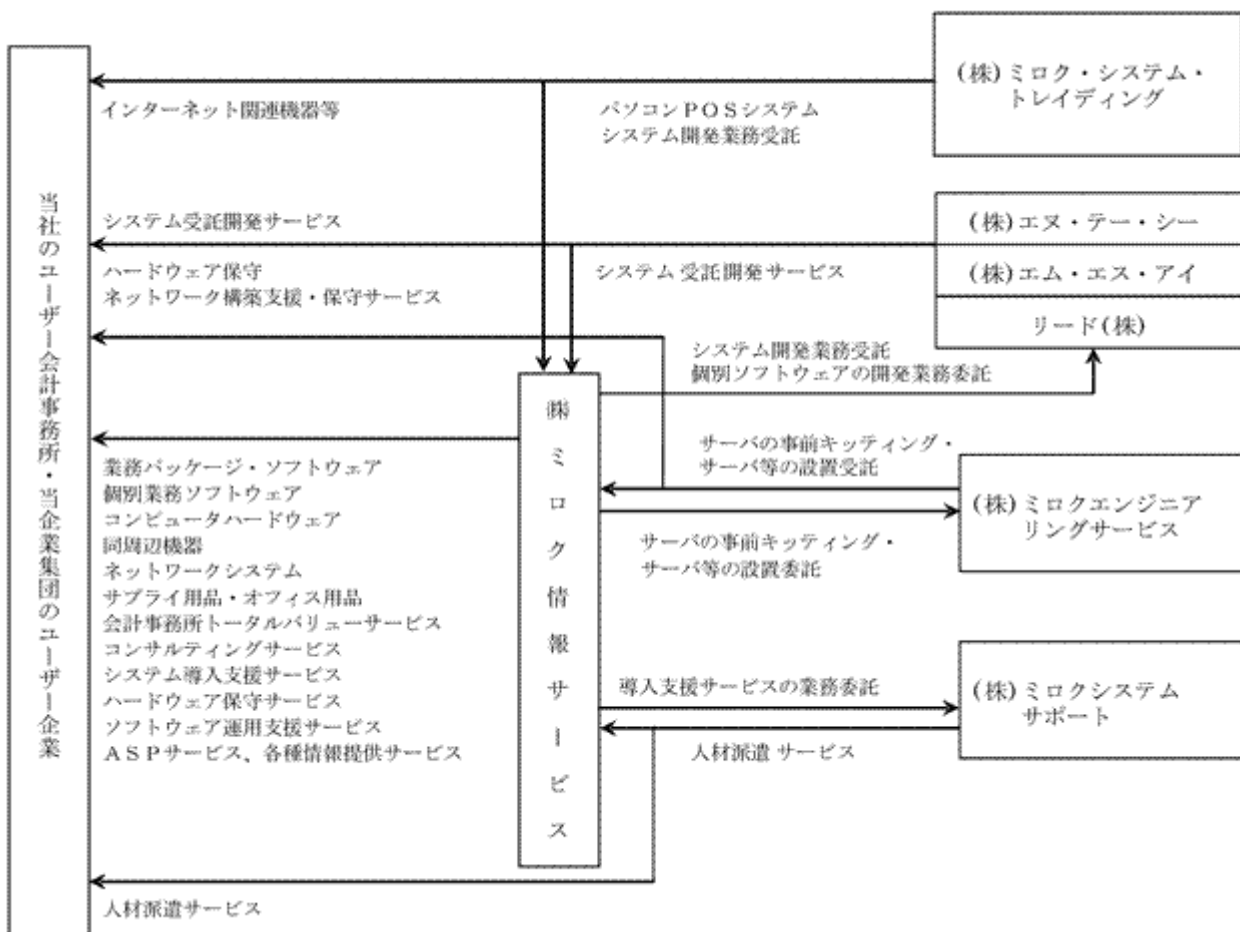 当社のユーザー会計事務所・当企業集団のユーザー企業
(株)ミロク・システム・
トレイディング
インターネット関連機器等
パソコンPOSシステム
システム開発業務受託
(株)エヌ・テー・シー
(株)エム・エス・アイ
リード(株)
システム受託開発サービス
システム 受託開発サービス
ハードウェア保守
ネットワーク構築支援・保守サービス
システム開発業務受託
個別ソフトウェアの開発業務委託
㈱ミロク情報サービス
サーバの事前キッティング・
サーバ等の設置受託
(株)ミロクエンジニア
リングサービス
サーバの事前キッティング・
サーバ等の設置委託
業務パッケージ・ソフトウェア
個別業務ソフトウェア
コンピュータハードウェア
同周辺機器
ネットワークシステム
サプライ用品・オフィス用品
会計事務所トータルバリューサービス
コンサルティングサービス
システム導入支援サービス
ハードウェア保守サービス
ソフトウェア運用支援サービス
ASPサービス、各種情報提供サービス
導入支援サービスの業務委託
(株)ミロクシステム
サポート
人材派遣 サービス
人材派遣サービス